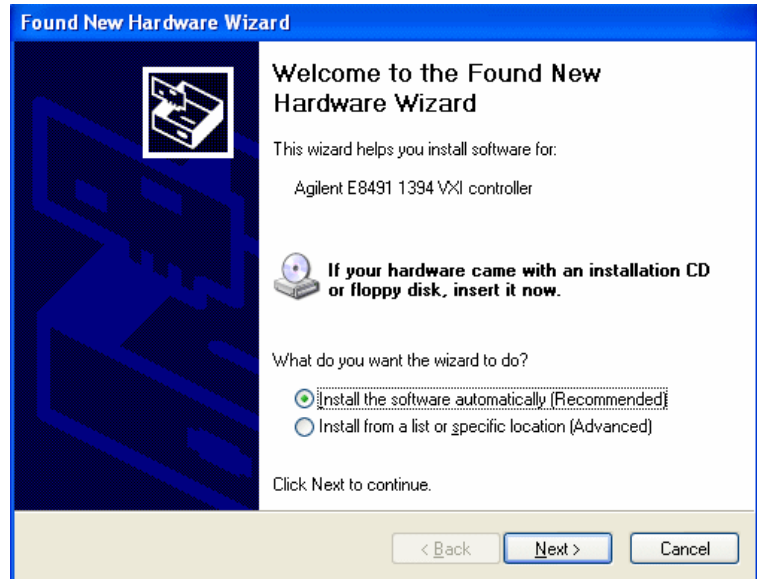 Found New Hardware Wizard
Welcome to the Found New
Hardware Wizard
This wizard helps you install software for:
Agilent E8491 1394 VXI controller
If your hardware came with an installation CD
or floppy disk, insert it now.
What do you want the wizard to do?
Install the software automatically (Recommended)
Install from a list or specific location (Advanced)
Click Next to continue.
< Back
Next >
Cancel